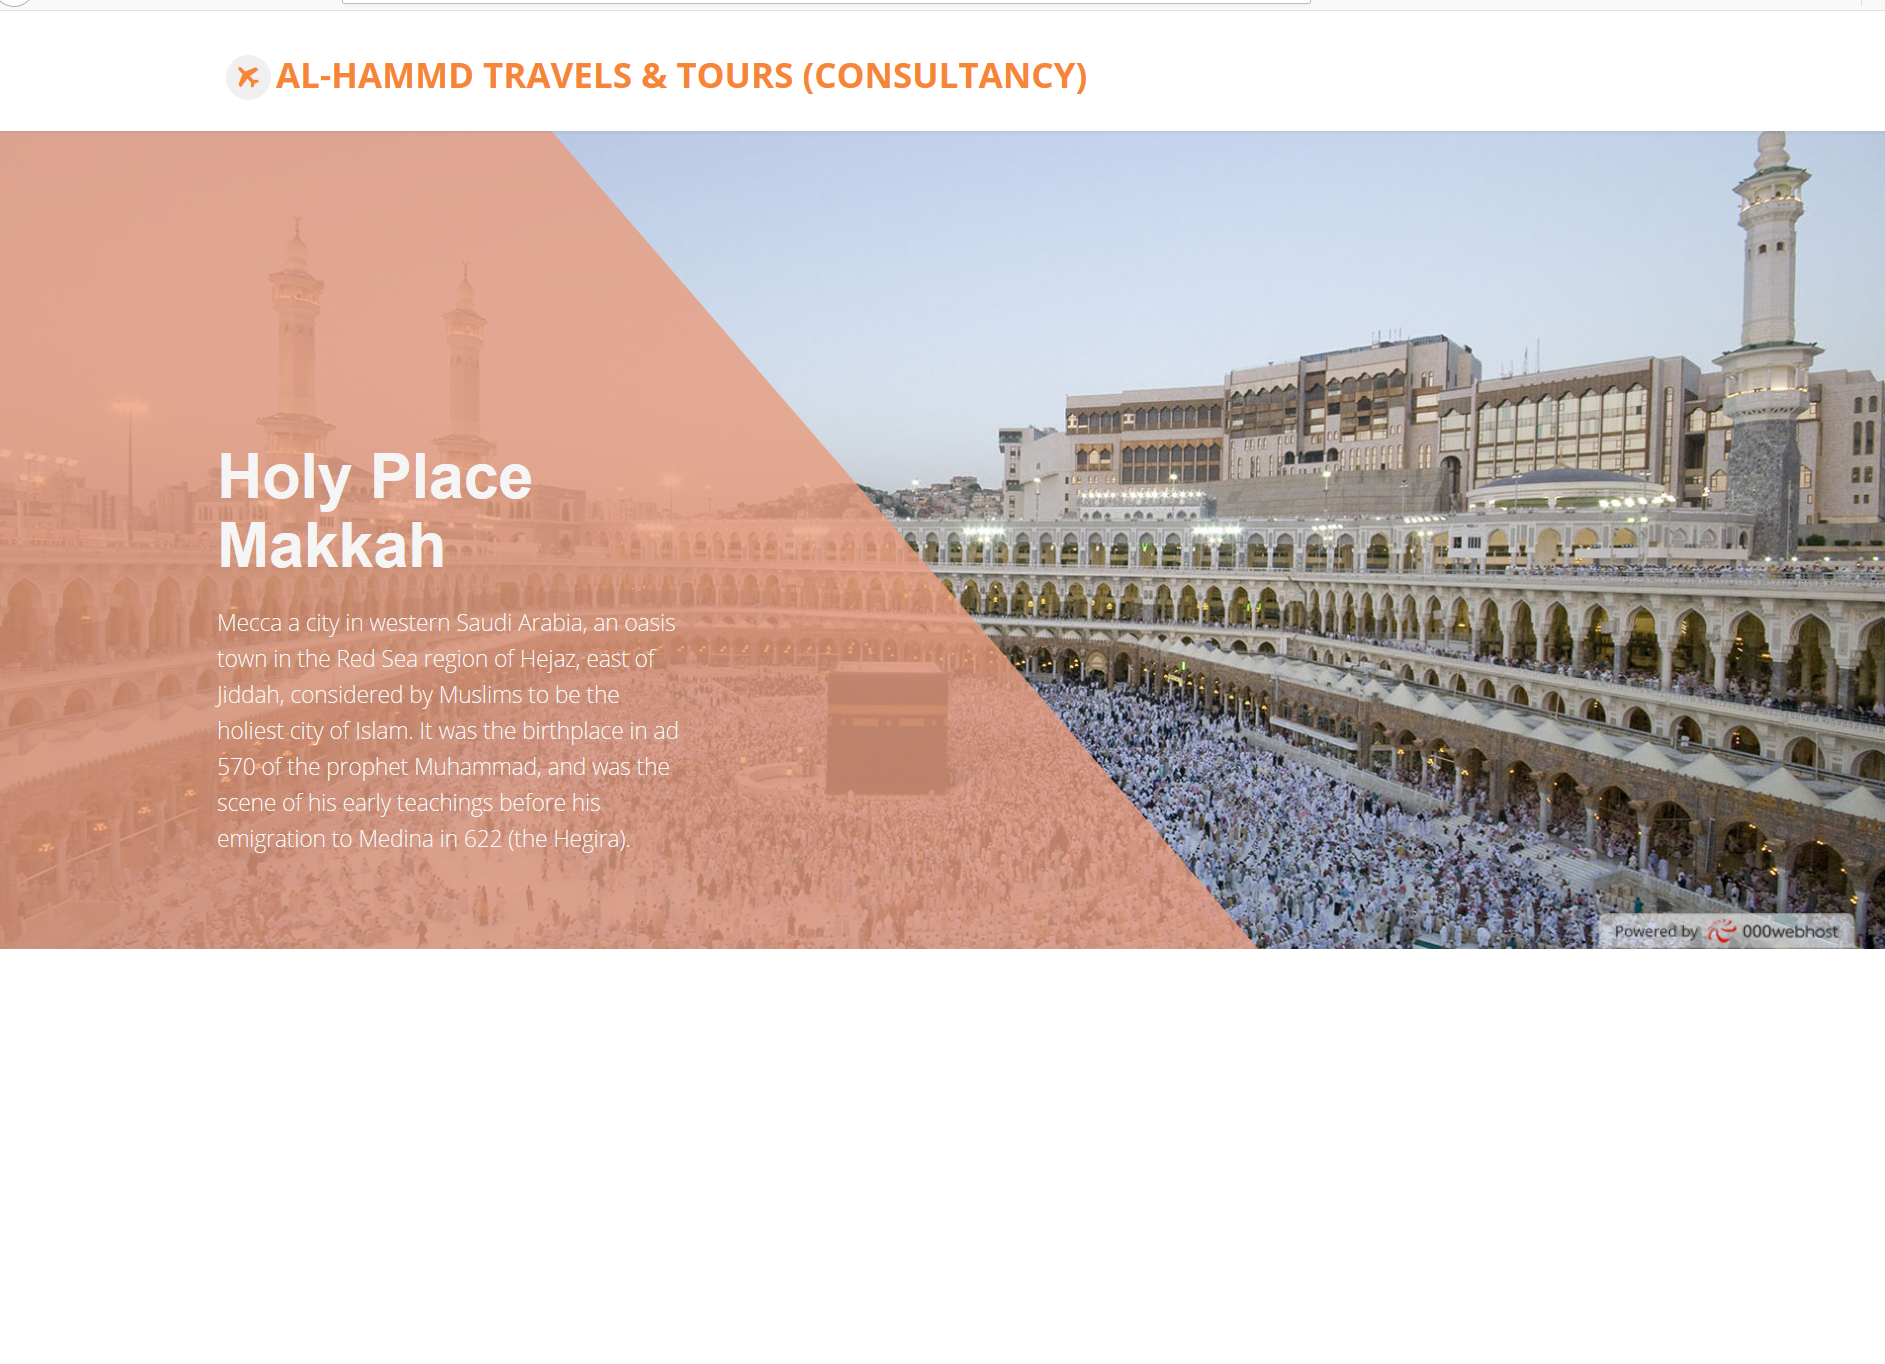 AL-HAMMD TRAVELS & TOURS (CONSULTANCY)
Holy Place
Makkah
Mecca a city in western Saudi Arabia, an oasis
town in the Red Sea region of Hejaz, east of
Jiddah, considered by Muslims to be the
holiest city of Islam. It was the birthplace in ad
570 of the prophet Muhammad, and was the
scene of his early teachings before his
emigration to Medina in 622 (the Hegira).
Powered by 000webhost